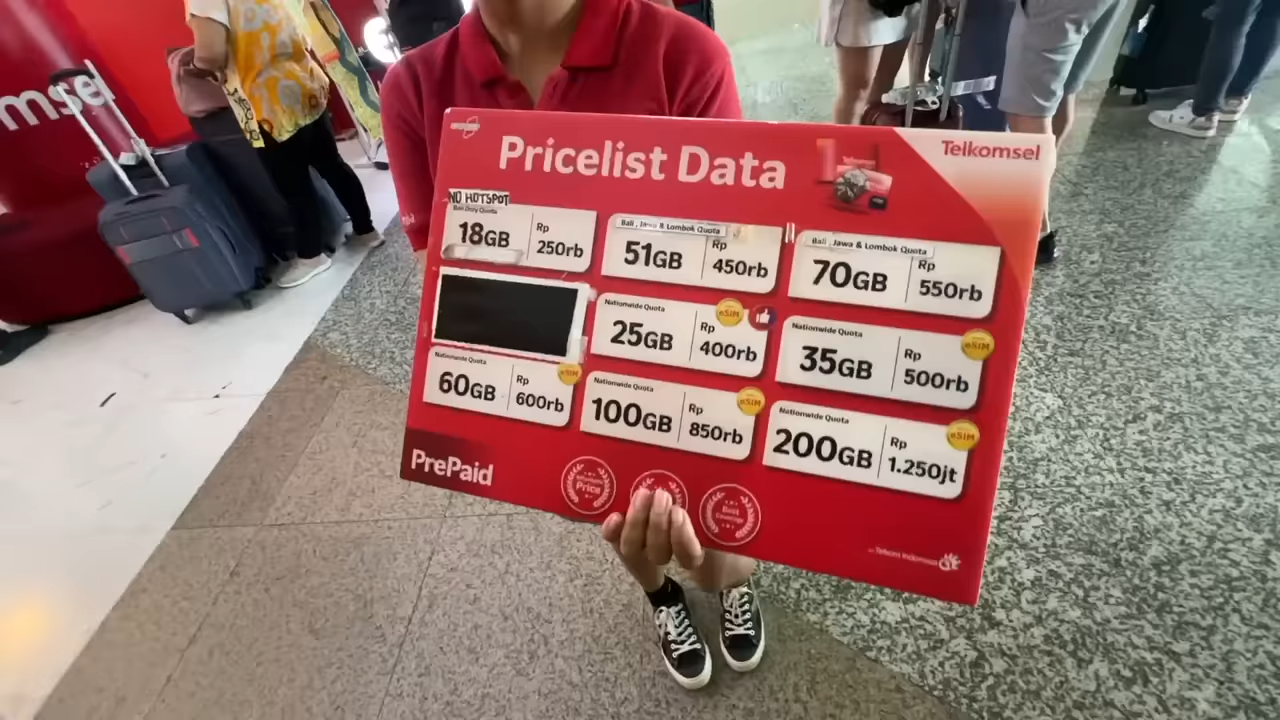 msel
Pricelist Data
Telkomsel
NO HOTSPOT
18GB
Rp
250rb
Bali , Jawa & Lombok Quota
51GB
Rp
450rb
Bali , Jawa & Lombok Quota
70GB
Rp
550rb
Nationwide Quota
25GB
Rp
400rb
eSIM
Nationwide Quota
35GB
Rp
500rb
eSIM
Nationwide Quota
60GB
Rp
600rb
eSIM
Nationwide Quota
100GB
Rp
850rb
eSIM
Nationwide Quota
200GB
Rp
1.250jt
eSIM
PrePaid
Price
Best
Coverage
Telkom Indonesia